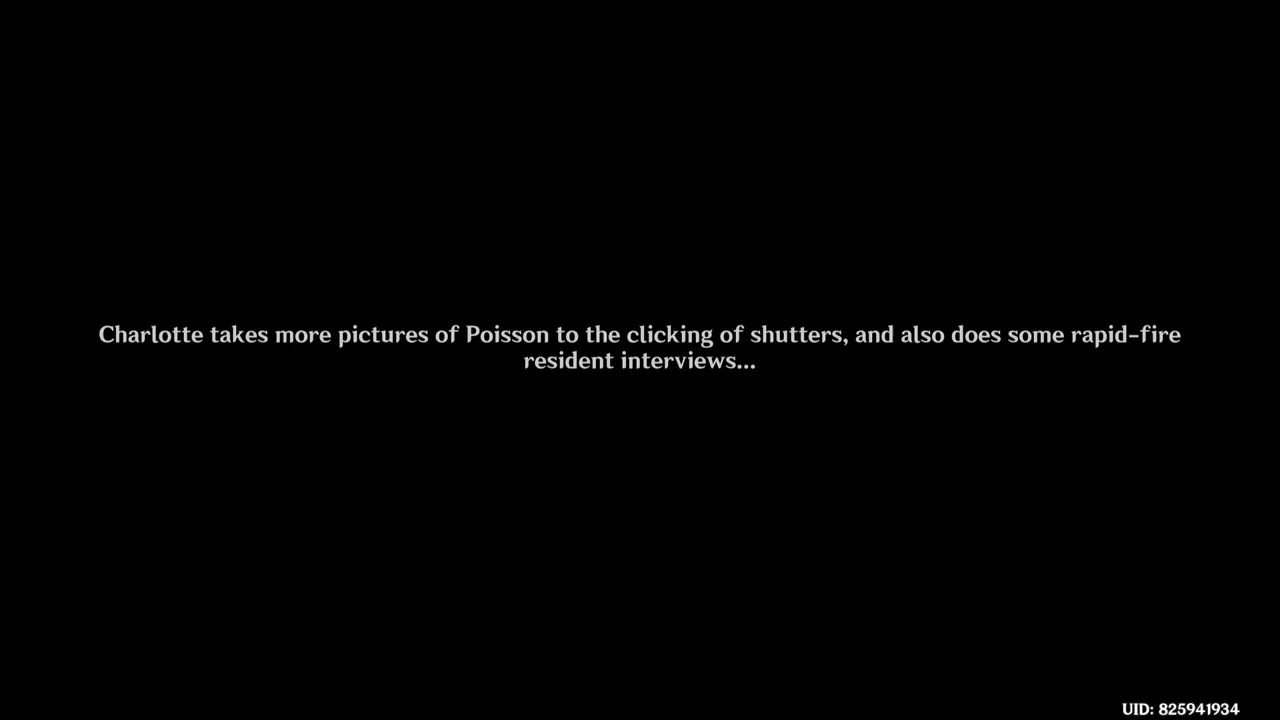 Charlotte takes more pictures of Poisson to the clicking of shutters, and also does some rapid-fire
resident interviews...
UID: 825941934